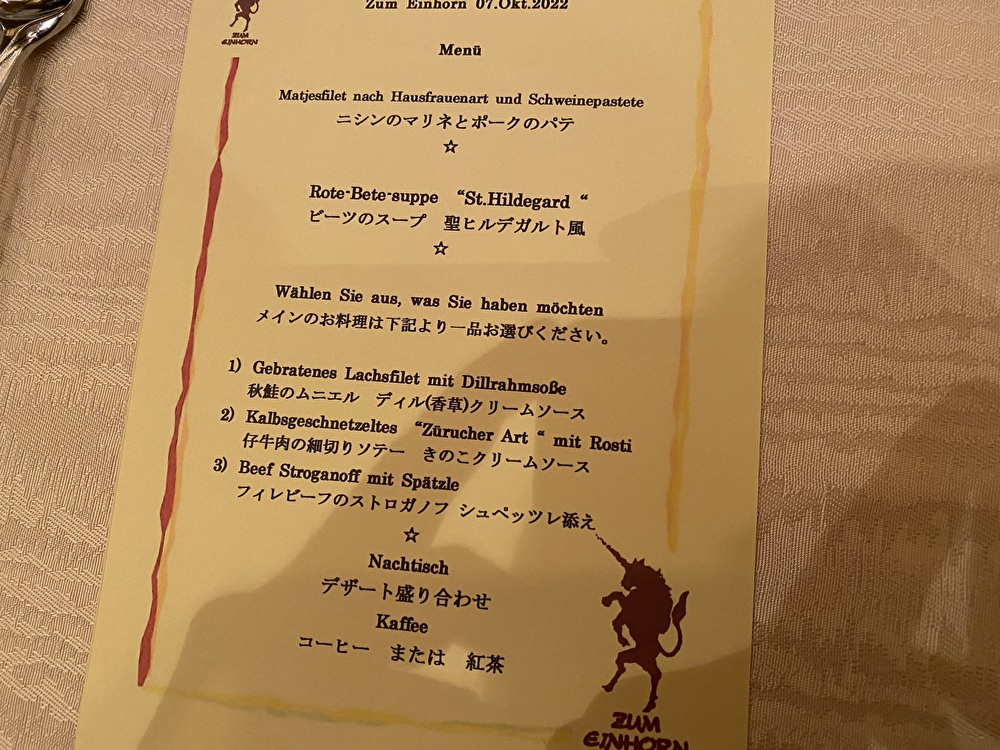 ZUM
EINHORN
Zum Einhorn 07.Okt.2022
Menü
Matjesfilet nach Hausfrauenart und Schweinepastete
ニシンのマリネとポークのパテ
☆
Rote-Bete-suppe “St.Hildegard “
ビーツのスープ 聖ヒルデガルト風
☆
Wählen Sie aus, was Sie haben möchten
メインのお料理は下記より一品お選びください。
1) Gebratenes Lachsfilet mit Dillrahmsoße
秋鮭のムニエル ディル(香草)クリームソース
2) Kalbsgeschnetzeltes “Zürucher Art “ mit Rosti
仔牛肉の細切りソテー きのこクリームソース
3) Beef Stroganoff mit Spätzle
フィレビーフのストロガノフ シュペッツレ添え
☆
Nachtisch
デザート盛り合わせ
Kaffee
コーヒー または 紅茶
ZUM
EINHORN